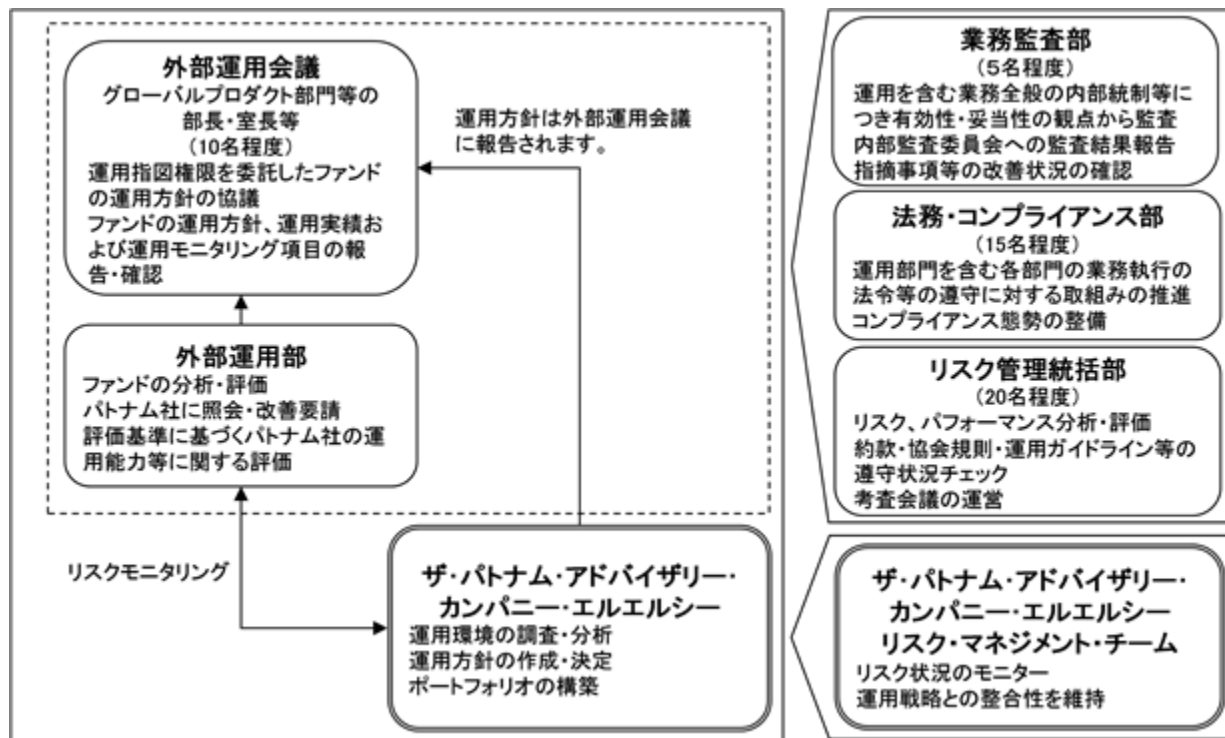 外部運用会議
グローバルプロダクト部門等の
部長・室長等
(10名程度)
運用指図権限を委託したファンド
の運用方針の協議
ファンドの運用方針、運用実績お
よび運用モニタリング項目の報
告・確認
運用方針は外部運用会議
に報告されます。
外部運用部
ファンドの分析・評価
パトナム社に照会・改善要請
評価基準に基づくパトナム社の運
用能力等に関する評価
リスクモニタリング
ザ・パトナム・アドバイザリー・
カンパニー・エルエルシー
運用環境の調査・分析
運用方針の作成・決定
ポートフォリオの構築
業務監査部
(5名程度)
運用を含む業務全般の内部統制等に
つき有効性・妥当性の観点から監査
内部監査委員会への監査結果報告
指摘事項等の改善状況の確認
法務・コンプライアンス部
(15名程度)
運用部門を含む各部門の業務執行の
法令等の遵守に対する取組みの推進
コンプライアンス態勢の整備
リスク管理統括部
(20名程度)
リスク、パフォーマンス分析・評価
約款・協会規則・運用ガイドライン等の
遵守状況チェック
考査会議の運営
ザ・パトナム・アドバイザリー・
カンパニー・エルエルシー
リスク・マネジメント・チーム
リスク状況のモニター
運用戦略との整合性を維持